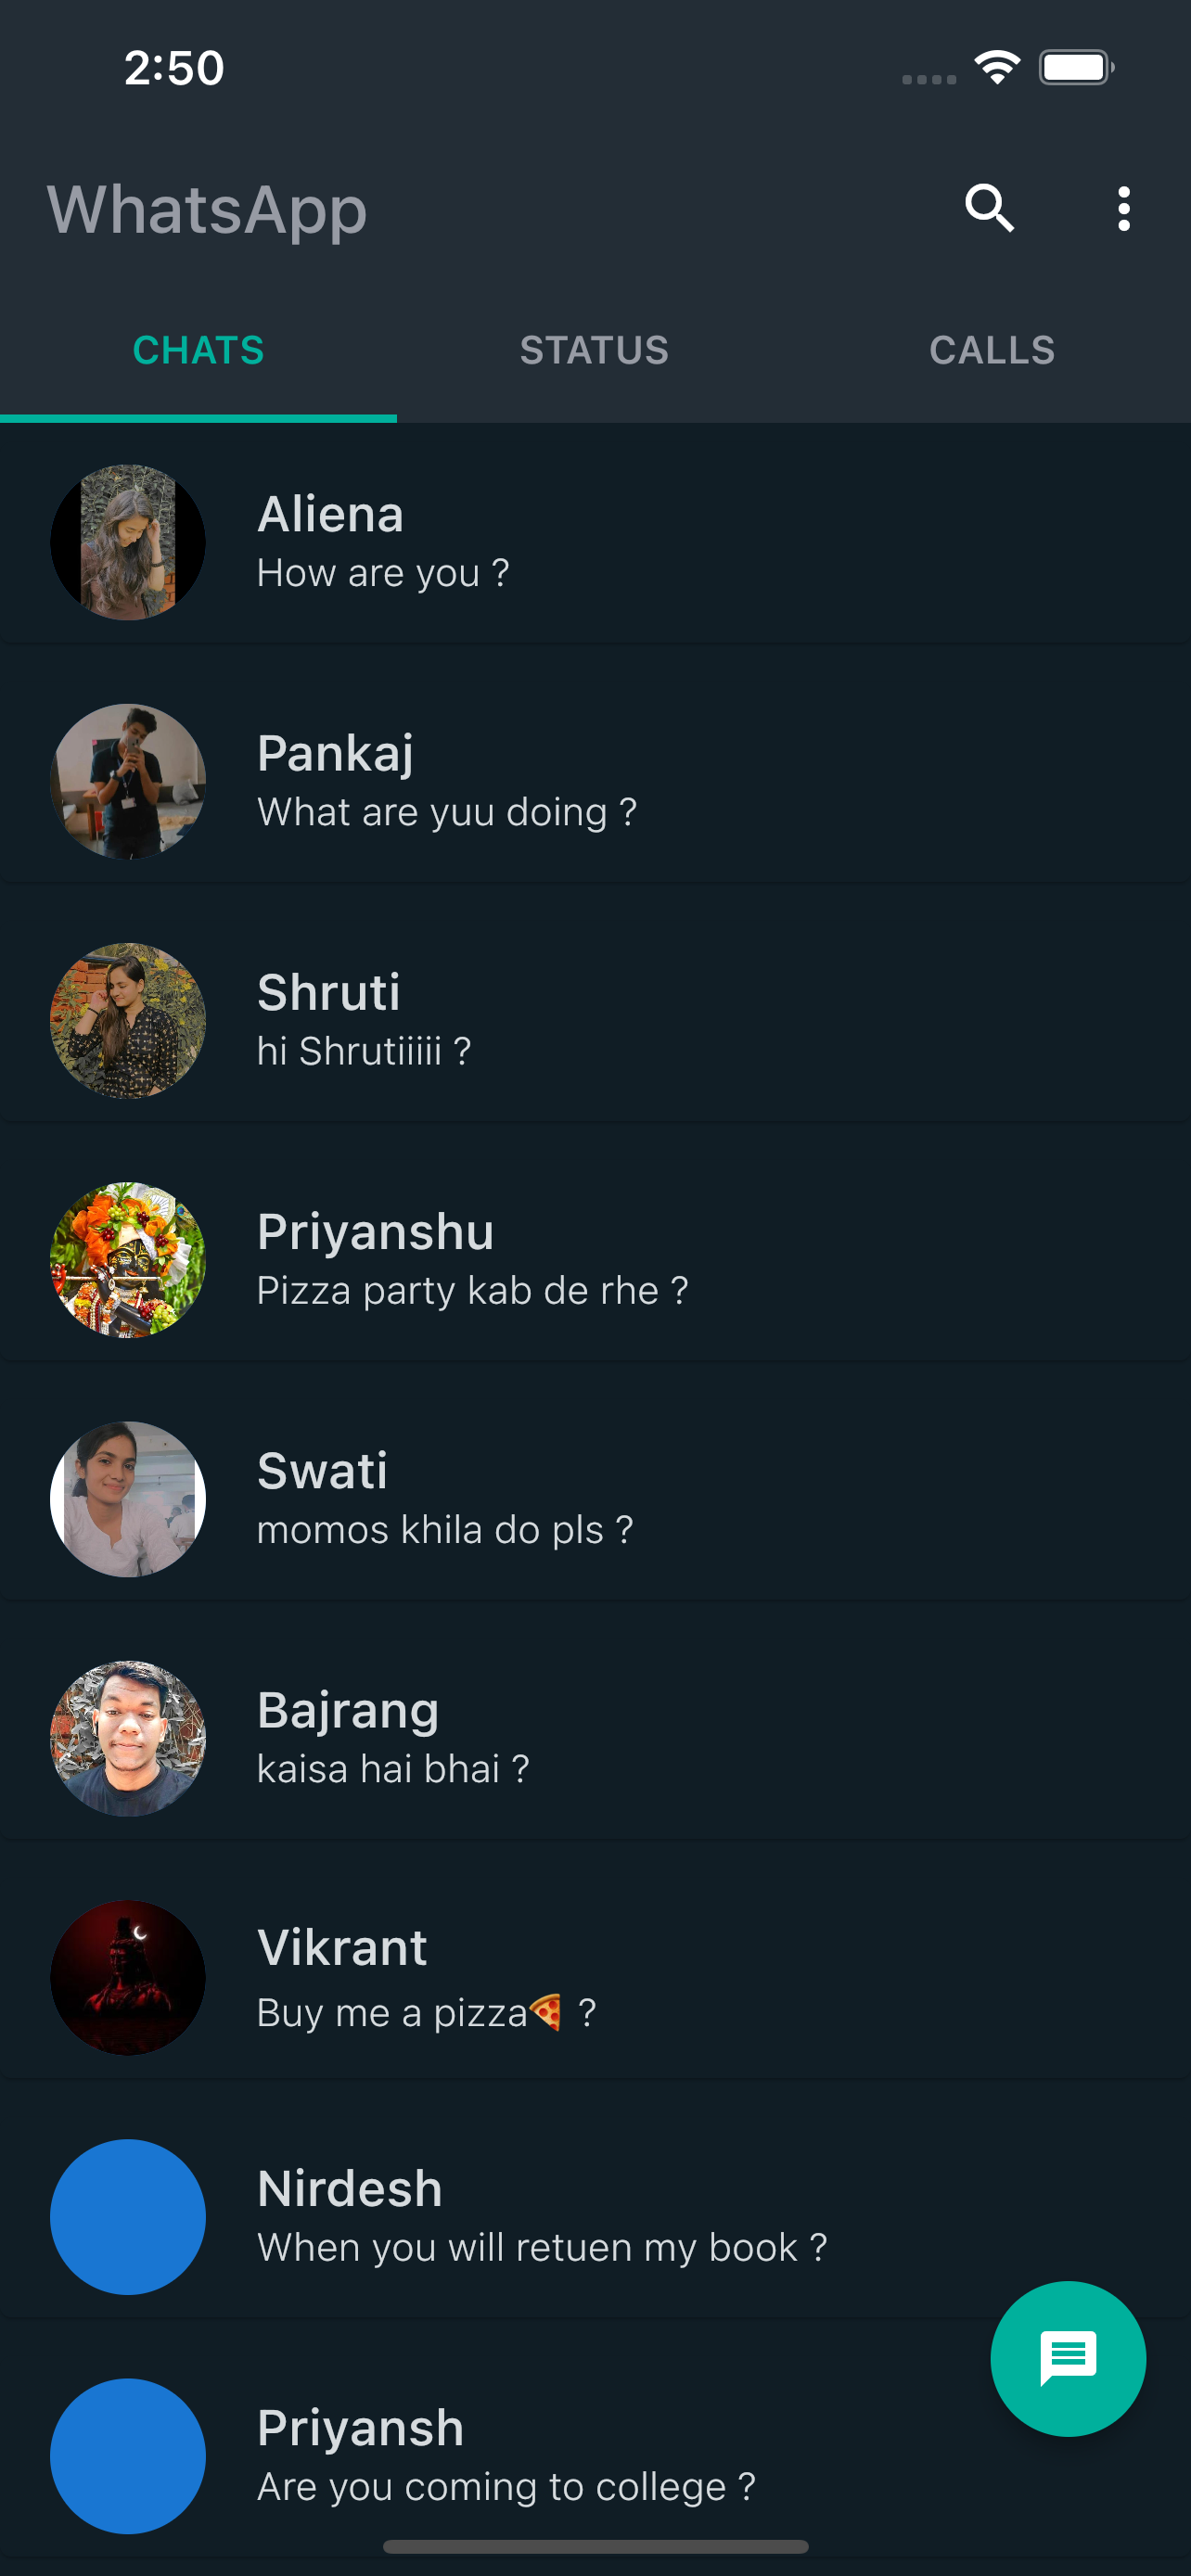 2:50
WhatsApp
CHATS STATUS CALLS
Aliena
How are you ?
Pankaj
What are yuu doing ?
Shruti
hi Shrutiiiii ?
Priyanshu
Pizza party kab de rhe ?
Swati
momos khila do pls ?
Bajrang
kaisa hai bhai ?
Vikrant
Buy me a pizza🍕 ?
Nirdesh
When you will retuen my book ?
Priyansh
Are you coming to college ?